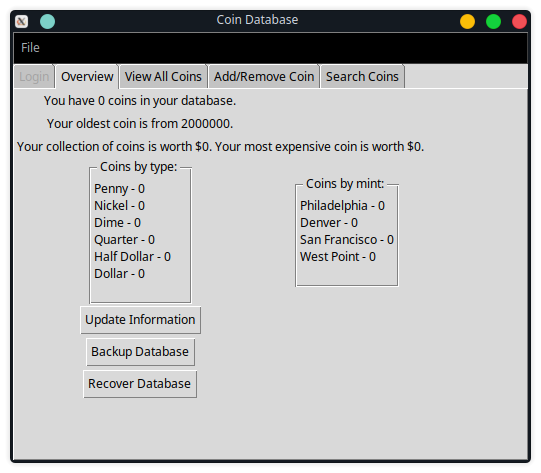 Coin Database
File
Login Overview View All Coins Add/Remove Coin Search Coins
You have 0 coins in your database.
Your oldest coin is from 2000000.
Your collection of coins is worth $0. Your most expensive coin is worth $0.
Coins by type:
Penny - 0
Nickel - 0
Dime - 0
Quarter - 0
Half Dollar - 0
Dollar - 0
Coins by mint:
Philadelphia - 0
Denver - 0
San Francisco - 0
West Point - 0
Update Information
Backup Database
Recover Database